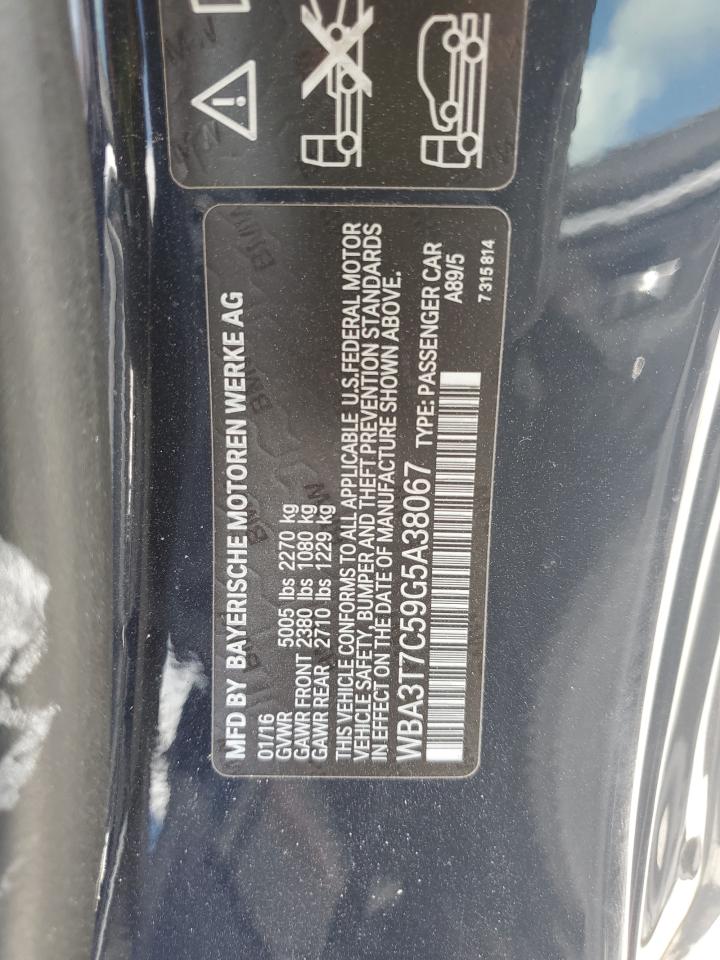 MFD BY BAYERISCHE MOTOREN WERKE AG
01/16
GVWR 5005 lbs 2270 kg
GAWR FRONT 2380 lbs 1080 kg
GAWR REAR 2710 lbs 1229 kg
THIS VEHICLE CONFORMS TO ALL APPLICABLE U.S.FEDERAL MOTOR
VEHICLE SAFETY, BUMPER AND THEFT PREVENTION STANDARDS
IN EFFECT ON THE DATE OF MANUFACTURE SHOWN ABOVE.
WBA3T7C59G5A38067 TYPE: PASSENGER CAR
A89/5
7 315 814